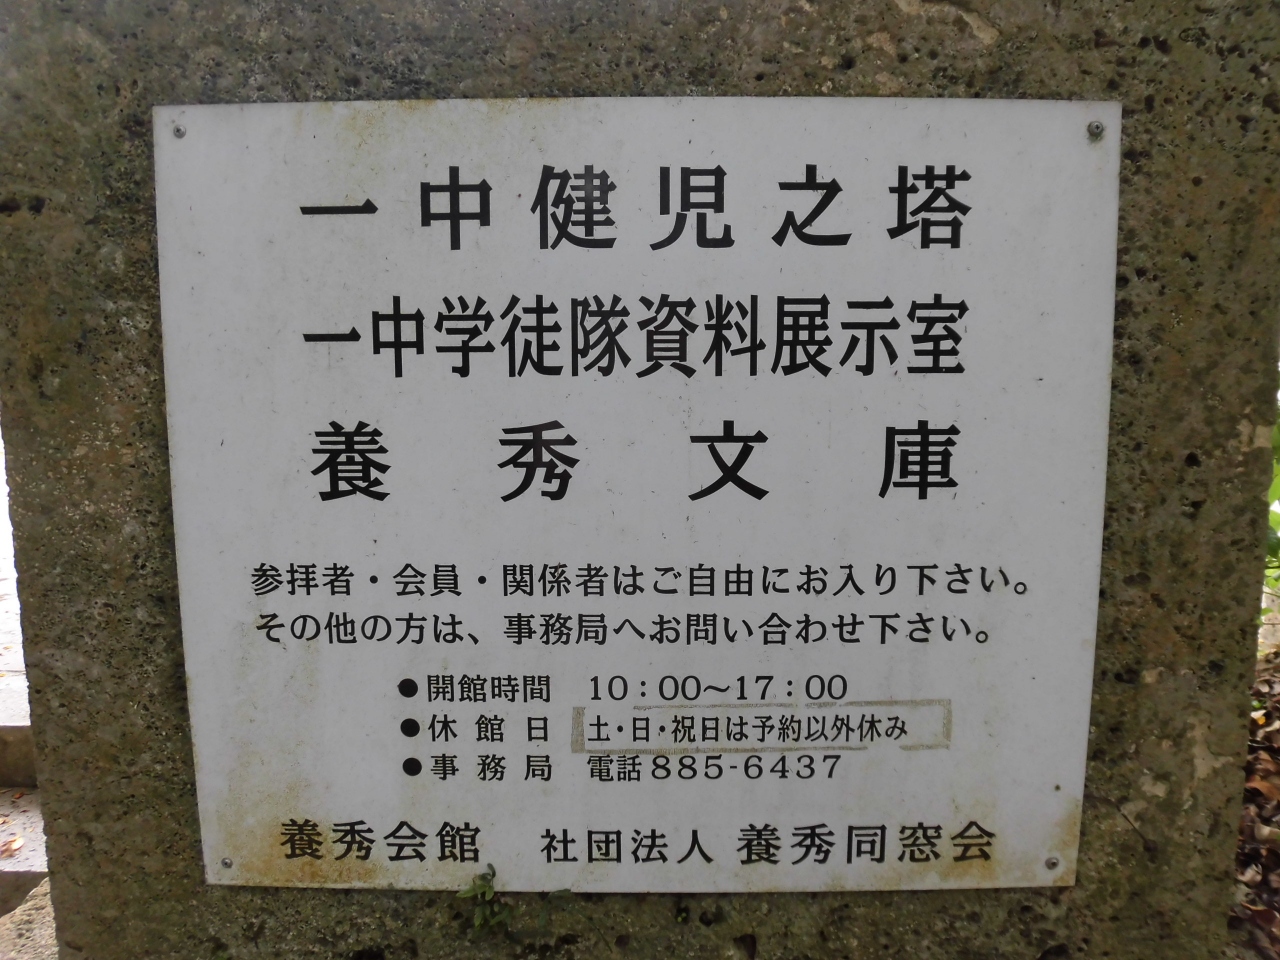 一中健児之塔
一中学徒隊資料展示室
養秀文庫
参拝者・会員・関係者はご自由にお入り下さい。
その他の方は、事務局へお問い合わせ下さい。
●開館時間 10：00〜17：00
●休館日 土・日・祝日は予約以外休み
●事務局 電話885-6437
養秀会館 社団法人 養秀同窓会